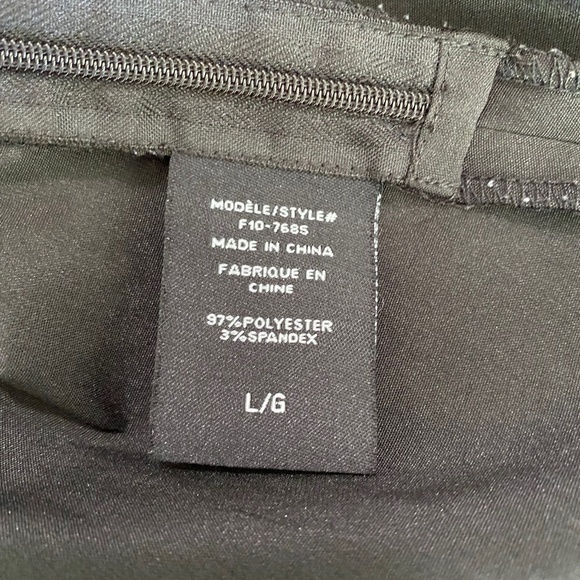 MODÈLE/STYLE#
F10-7685
MADE IN CHINA
FABRIQUE EN
CHINE
97%POLYESTER
3%SPANDEX
L/G